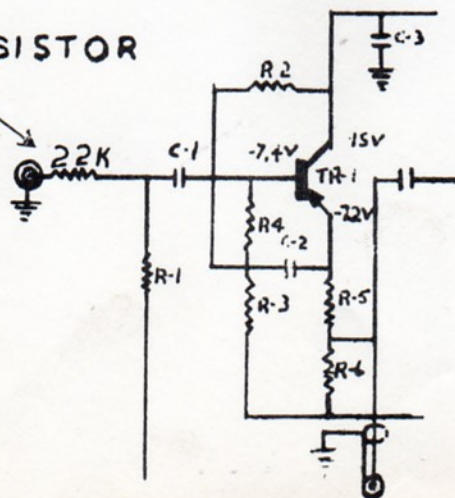 SISTOR
C-3
R2
22K
C-1
-7.4V
15V
TR-1
-7.2V
R4
C-2
R-1
R-3
R-5
R-6